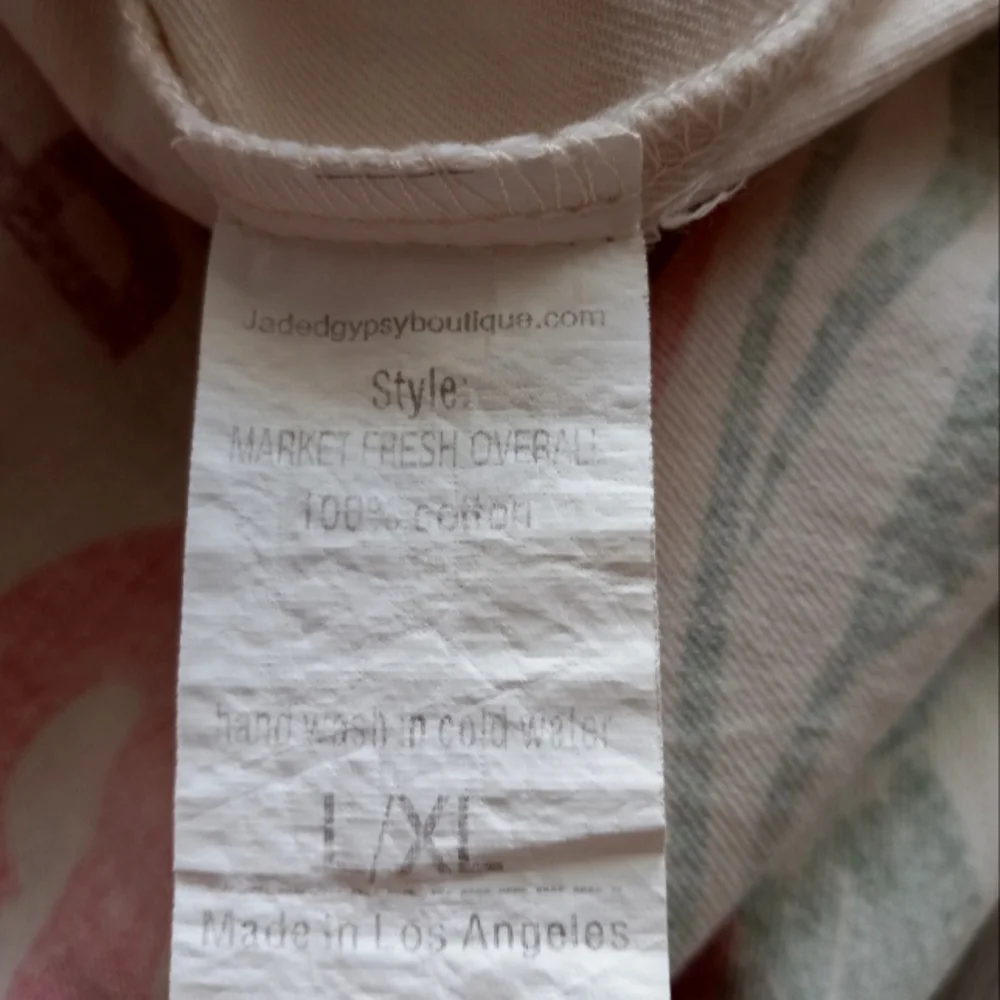 Jadedgypsyboutique.com
Style:
MARKET FRESH OVERALL
100% cotton
hand wash in cold water
L/XL
Made in Los Angeles